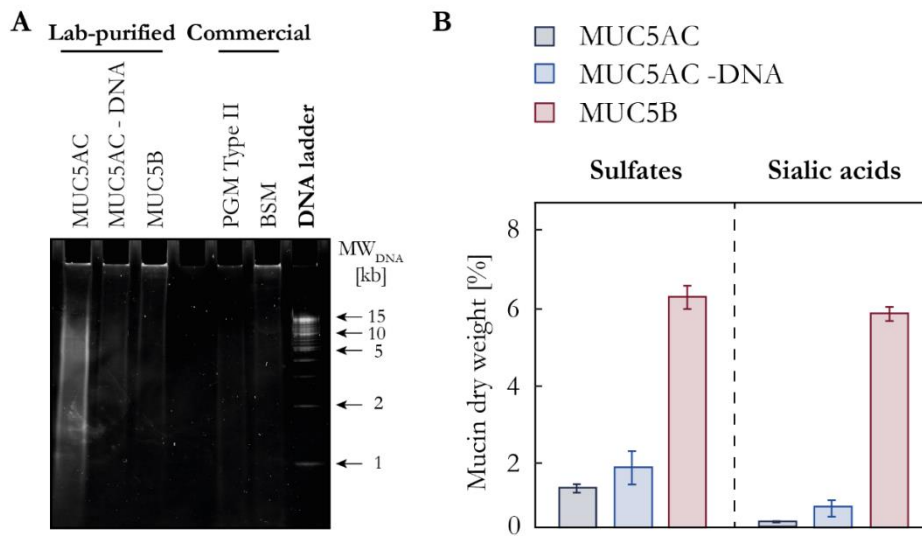 A
Lab-purified Commercial
MUC5AC
MUC5AC - DNA
MUC5B
PGM Type II
BSM
DNA ladder
MW_DNA
[kb]
15
10
5
2
1
B
MUC5AC
MUC5AC -DNA
MUC5B
Sulfates Sialic acids
Mucin dry weight [%]
8
6
4
2
0